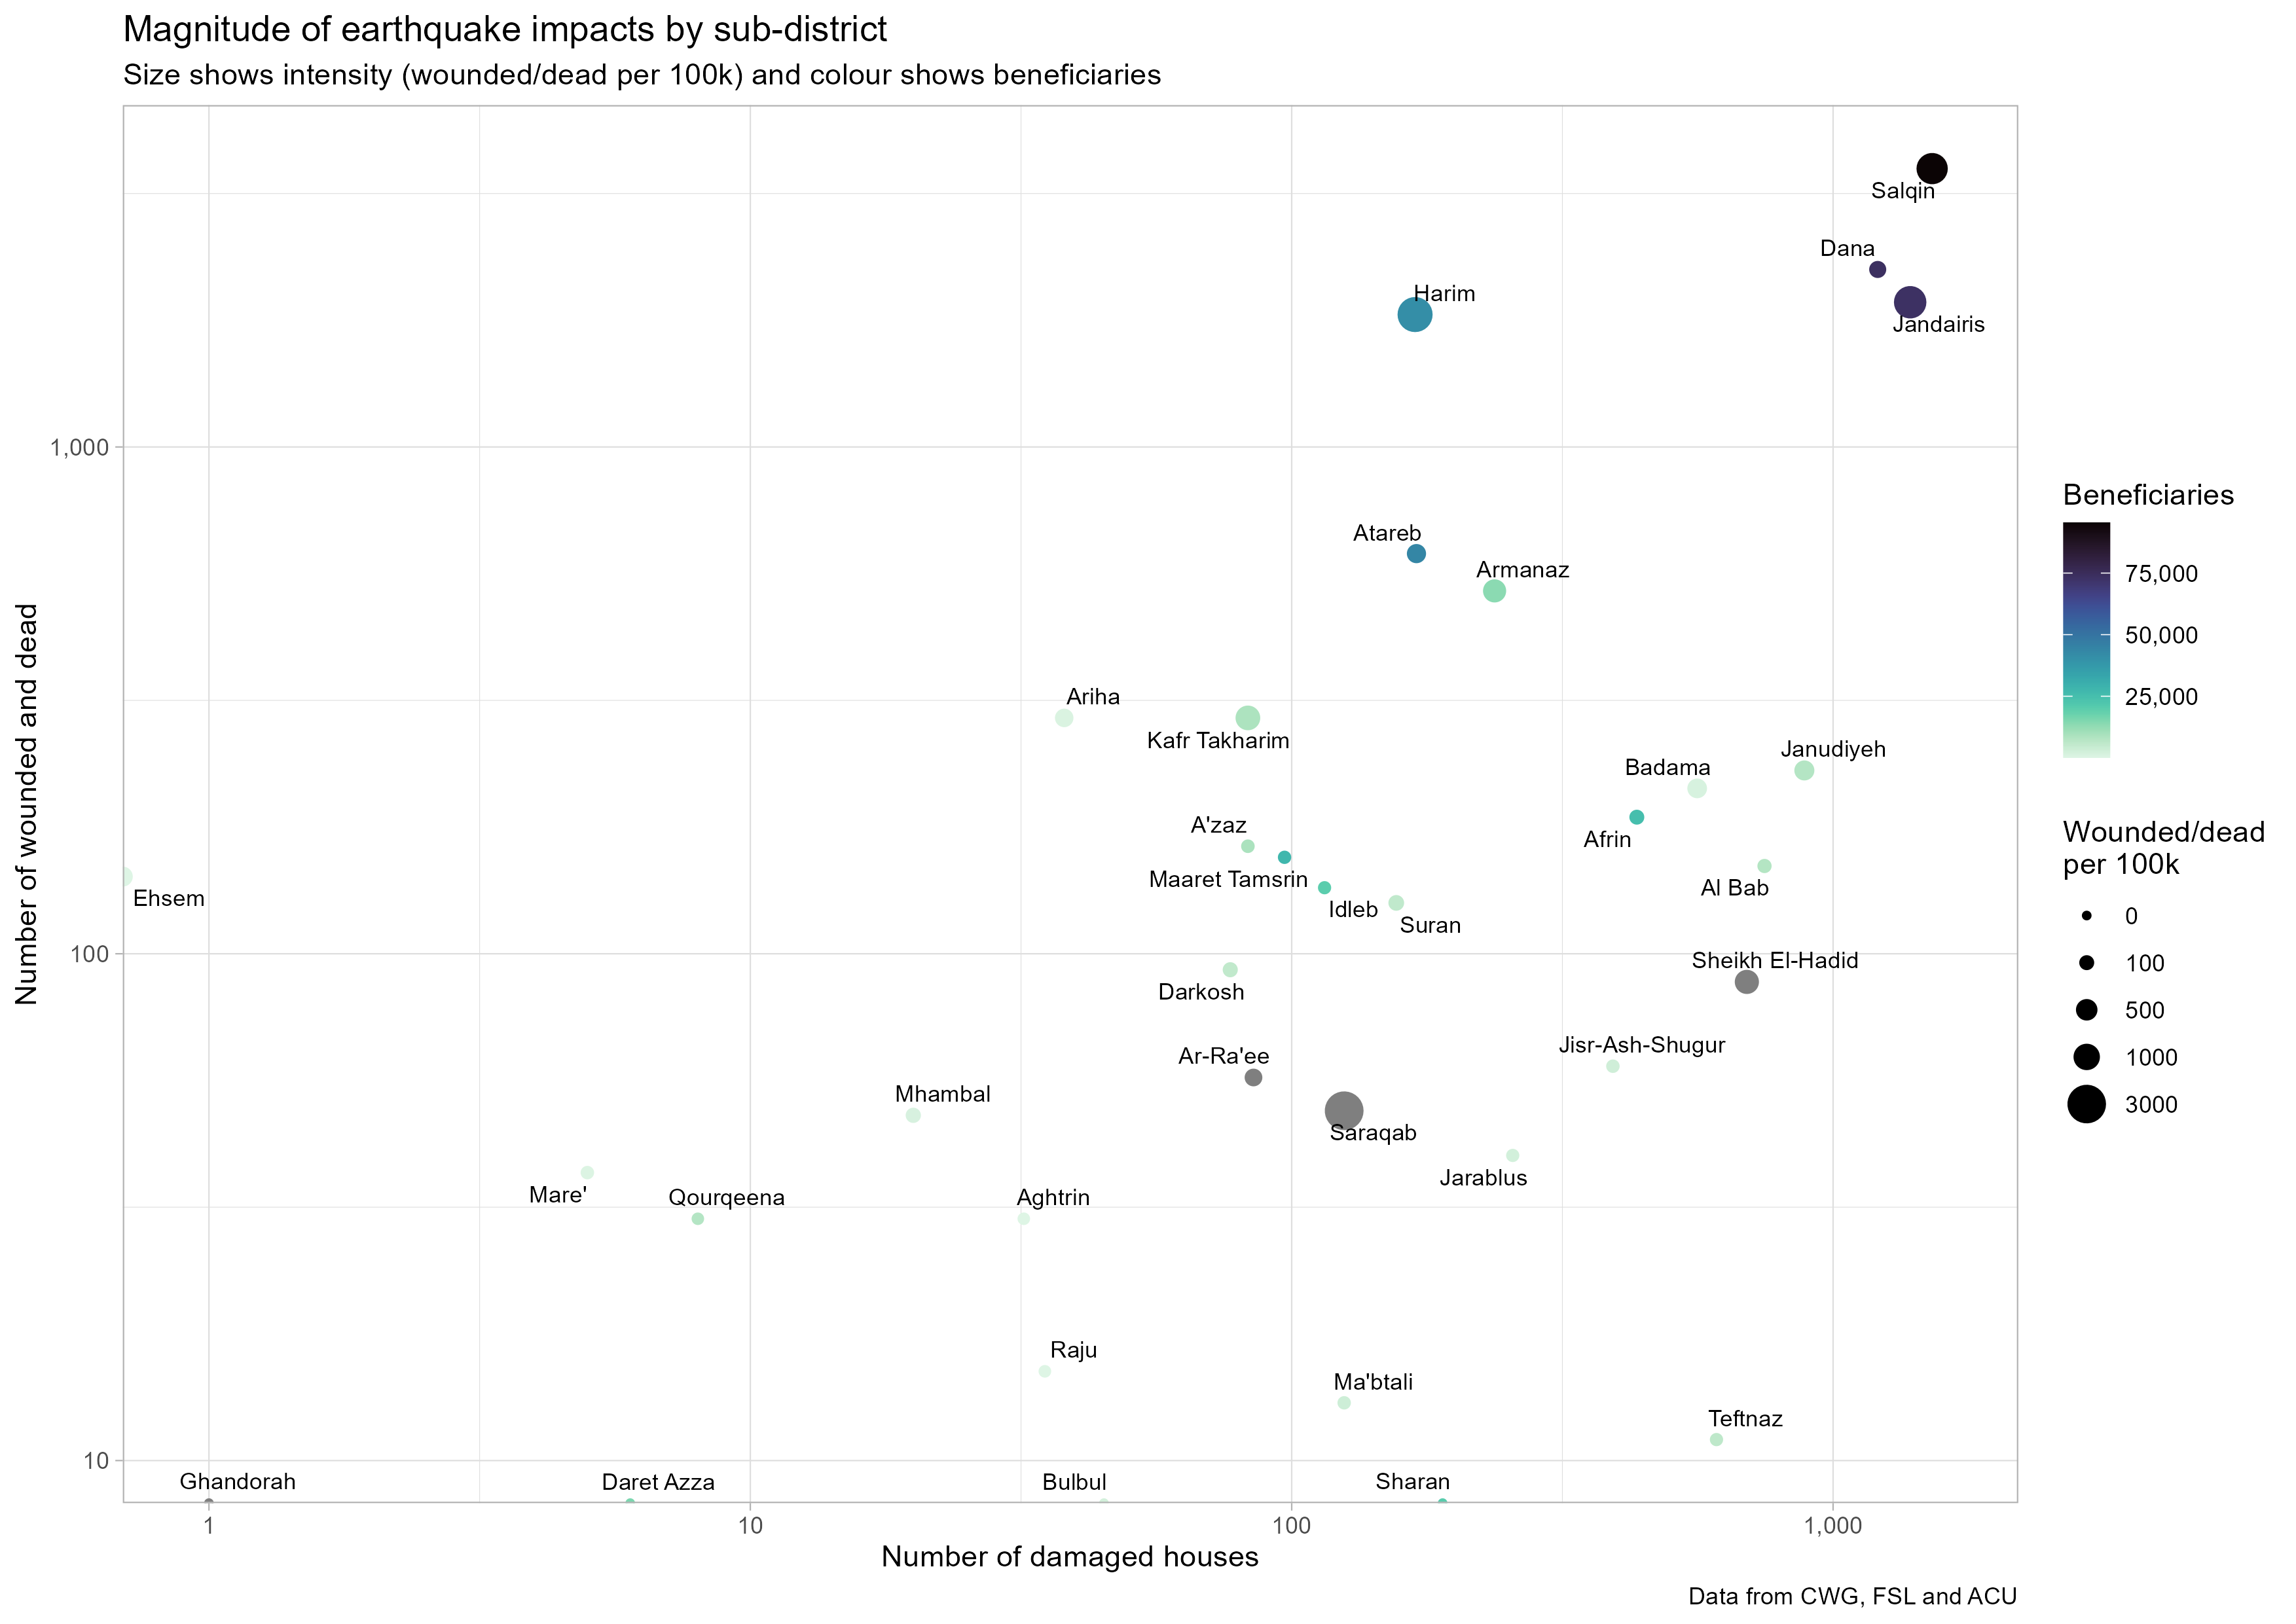 Magnitude of earthquake impacts by sub-district
Size shows intensity (wounded/dead per 100k) and colour shows beneficiaries
Salqin
Dana
Harim
Jandairis
1,000
Atareb
Armanaz
Ariha
Kafr Takharim
Janudiyeh
Badama
A'zaz
Afrin
Maaret Tamsrin
Al Bab
Ehsem
Idleb
Suran
100
Sheikh El-Hadid
Darkosh
Jisr-Ash-Shugur
Ar-Ra'ee
Mhambal
Saraqab
Jarablus
Mare'
Qourqeena
Aghtrin
Raju
Ma'btali
Teftnaz
10
Ghandorah
Daret Azza
Bulbul
Sharan
1
10
100
1,000
Number of damaged houses
Number of wounded and dead
Beneficiaries
75,000
50,000
25,000
Wounded/dead
per 100k
0
100
500
1000
3000
Data from CWG, FSL and ACU